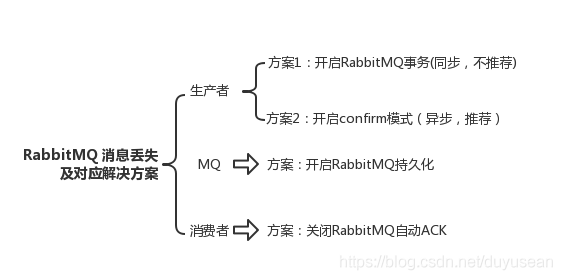 RabbitMQ 消息丢失
及对应解决方案
生产者
方案1：开启RabbitMQ事务(同步，不推荐)
方案2：开启confirm模式（异步，推荐）
MQ
方案：开启RabbitMQ持久化
消费者
方案：关闭RabbitMQ自动ACK
https://blog.csdn.net/duyusean